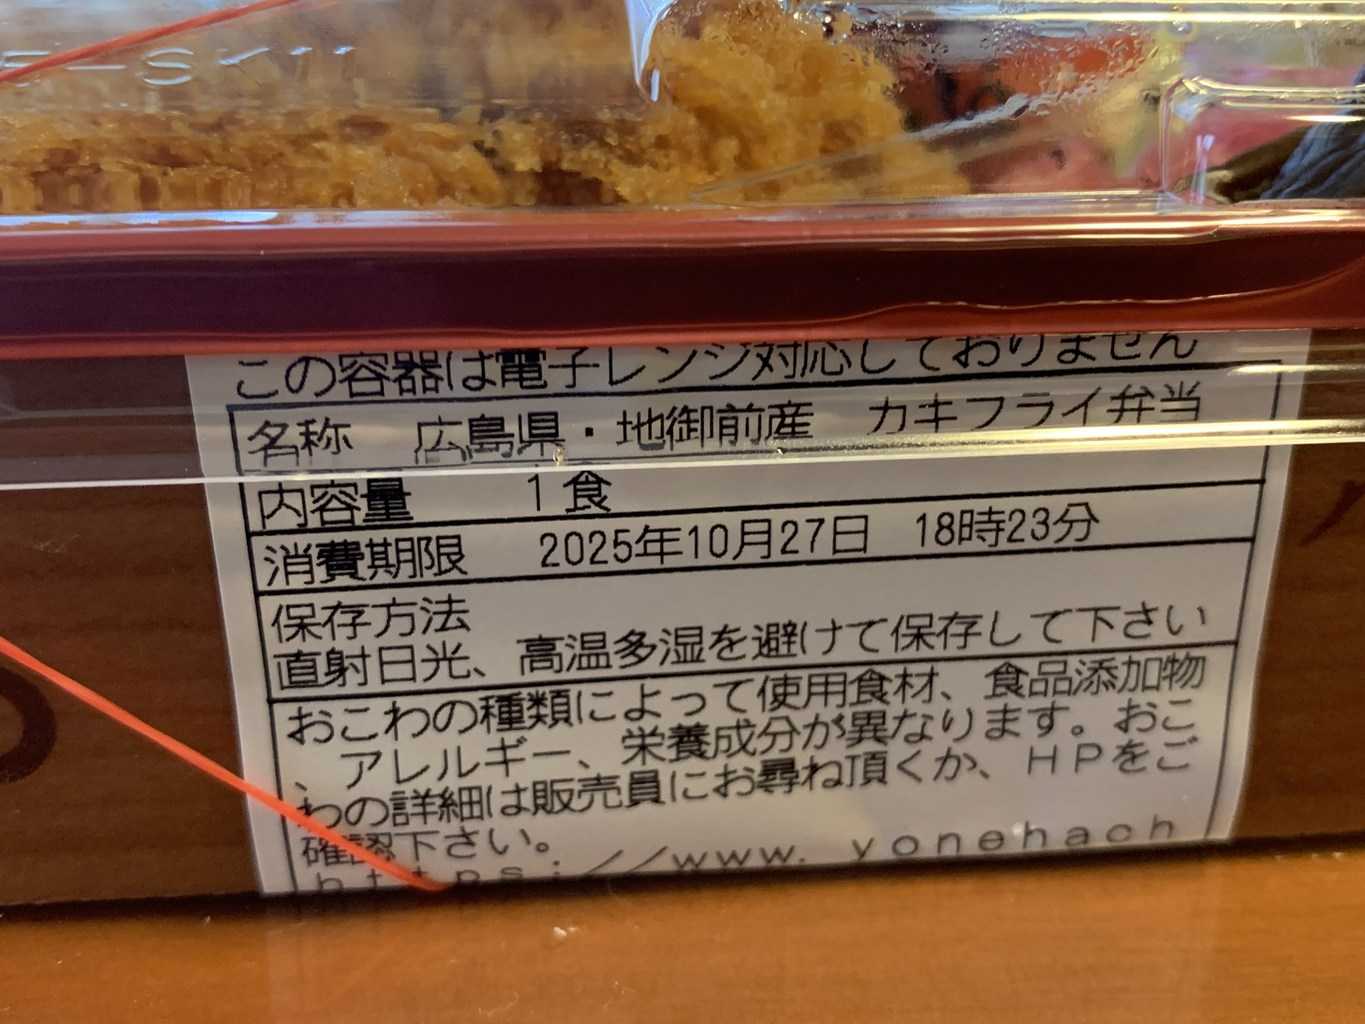 この容器は電子レンジ対応しておりません
名称 広島県・地御前産 カキフライ弁当
内容量 1食
消費期限 2025年10月27日 18時23分
保存方法
直射日光、高温多湿を避けて保存して下さい
おこわの種類によって使用食材、食品添加物
、アレルギー、栄養成分が異なります。おこ
わの詳細は販売員にお尋ね頂くか、HPをご
確認下さい。
https://www.yonehach